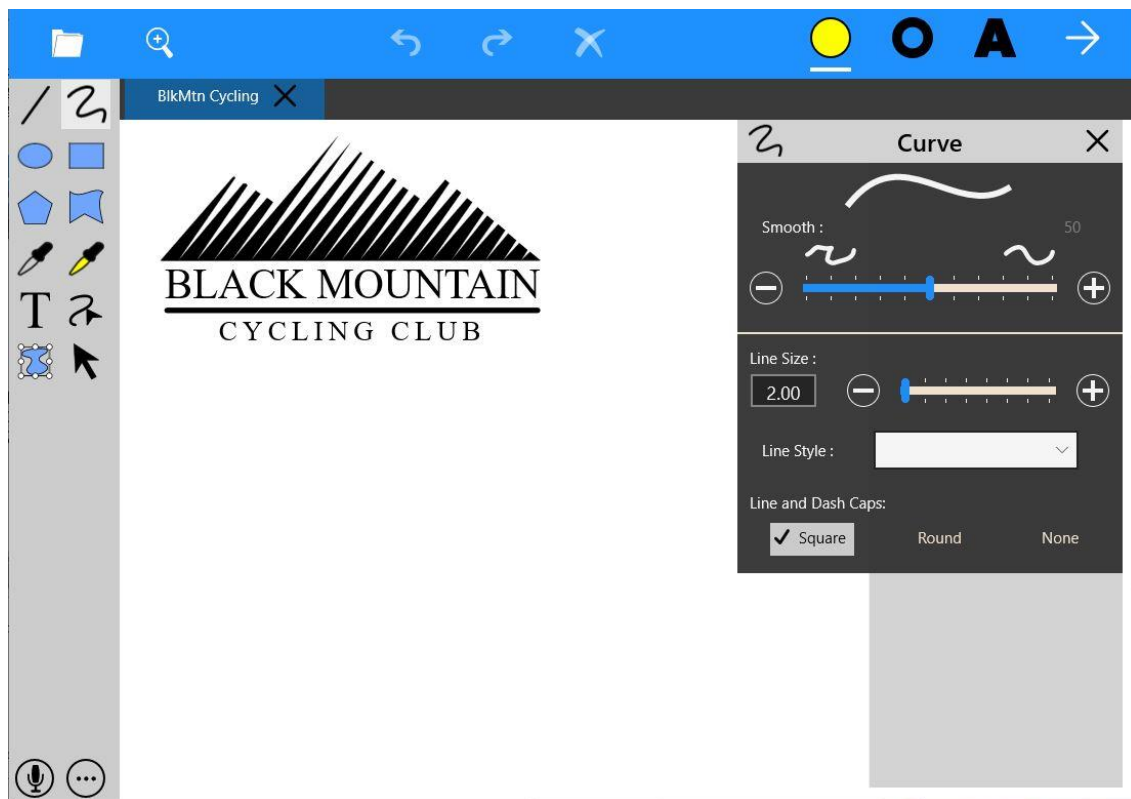 A
BlkMtn Cycling
T
BLACK MOUNTAIN
CYCLING CLUB
Curve
Smooth :
50
Line Size :
2.00
Line Style :
Line and Dash Caps:
Square Round None